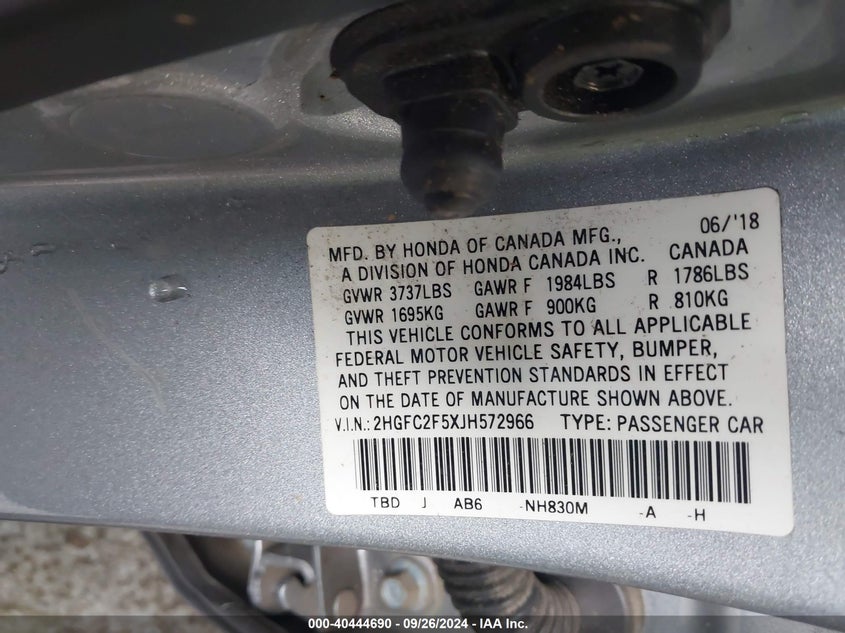 06/'18
MFD. BY HONDA OF CANADA MFG.,
A DIVISION OF HONDA CANADA INC. CANADA
GVWR 3737LBS GAWR F 1984LBS R 1786LBS
GVWR 1695KG GAWR F 900KG R 810KG
THIS VEHICLE CONFORMS TO ALL APPLICABLE
FEDERAL MOTOR VEHICLE SAFETY, BUMPER,
AND THEFT PREVENTION STANDARDS IN EFFECT
ON THE DATE OF MANUFACTURE SHOWN ABOVE.
V.I.N.: 2HGFC2F5XJH572966 TYPE: PASSENGER CAR
TBD J AB6 -NH830M -A -H
000-40444690 - 09/26/2024 - IAA Inc.